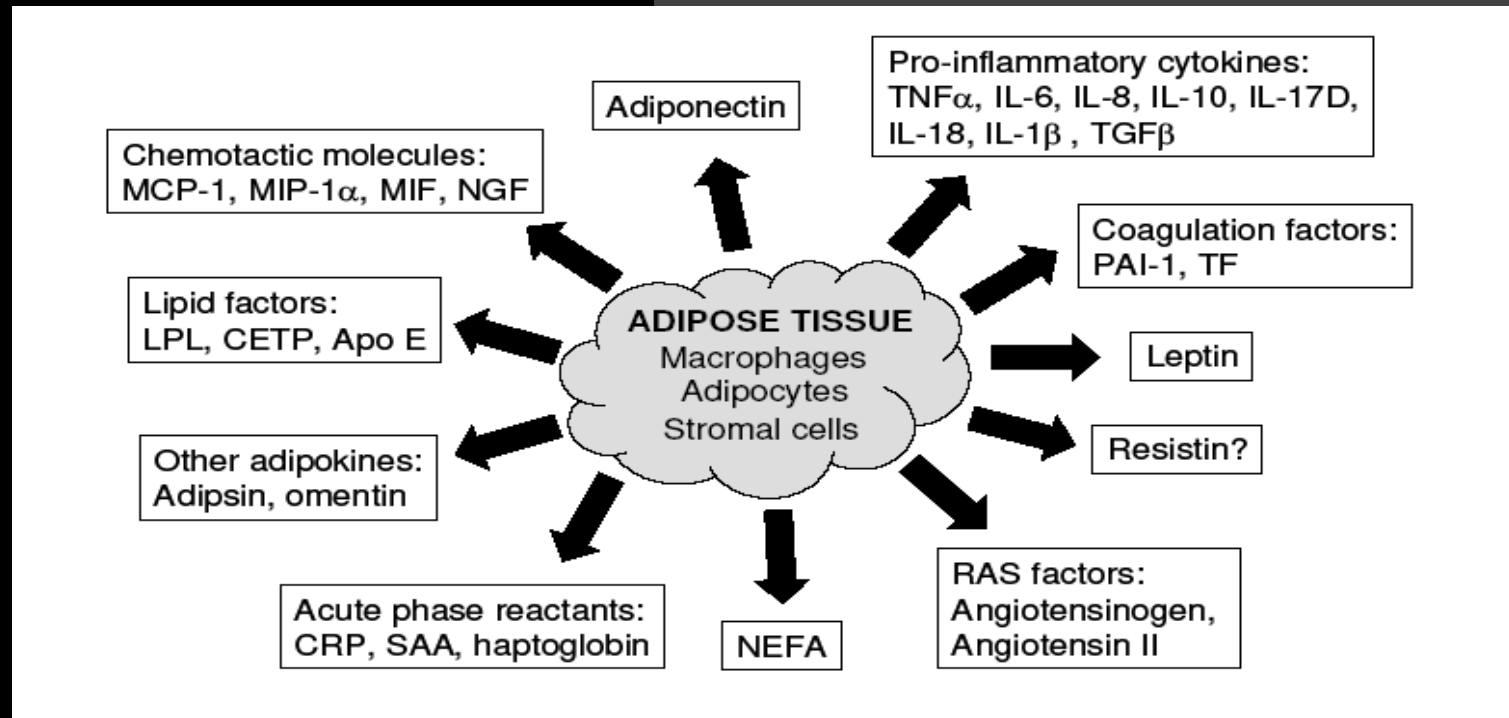 Adiponectin
Pro-inflammatory cytokines:
TNFα, IL-6, IL-8, IL-10, IL-17D,
IL-18, IL-1β , TGFβ
Chemotactic molecules:
MCP-1, MIP-1α, MIF, NGF
Coagulation factors:
PAI-1, TF
Lipid factors:
LPL, CETP, Apo E
ADIPOSE TISSUE
Macrophages
Adipocytes
Stromal cells
Leptin
Resistin?
Other adipokines:
Adipsin, omentin
Acute phase reactants:
CRP, SAA, haptoglobin
NEFA
RAS factors:
Angiotensinogen,
Angiotensin II